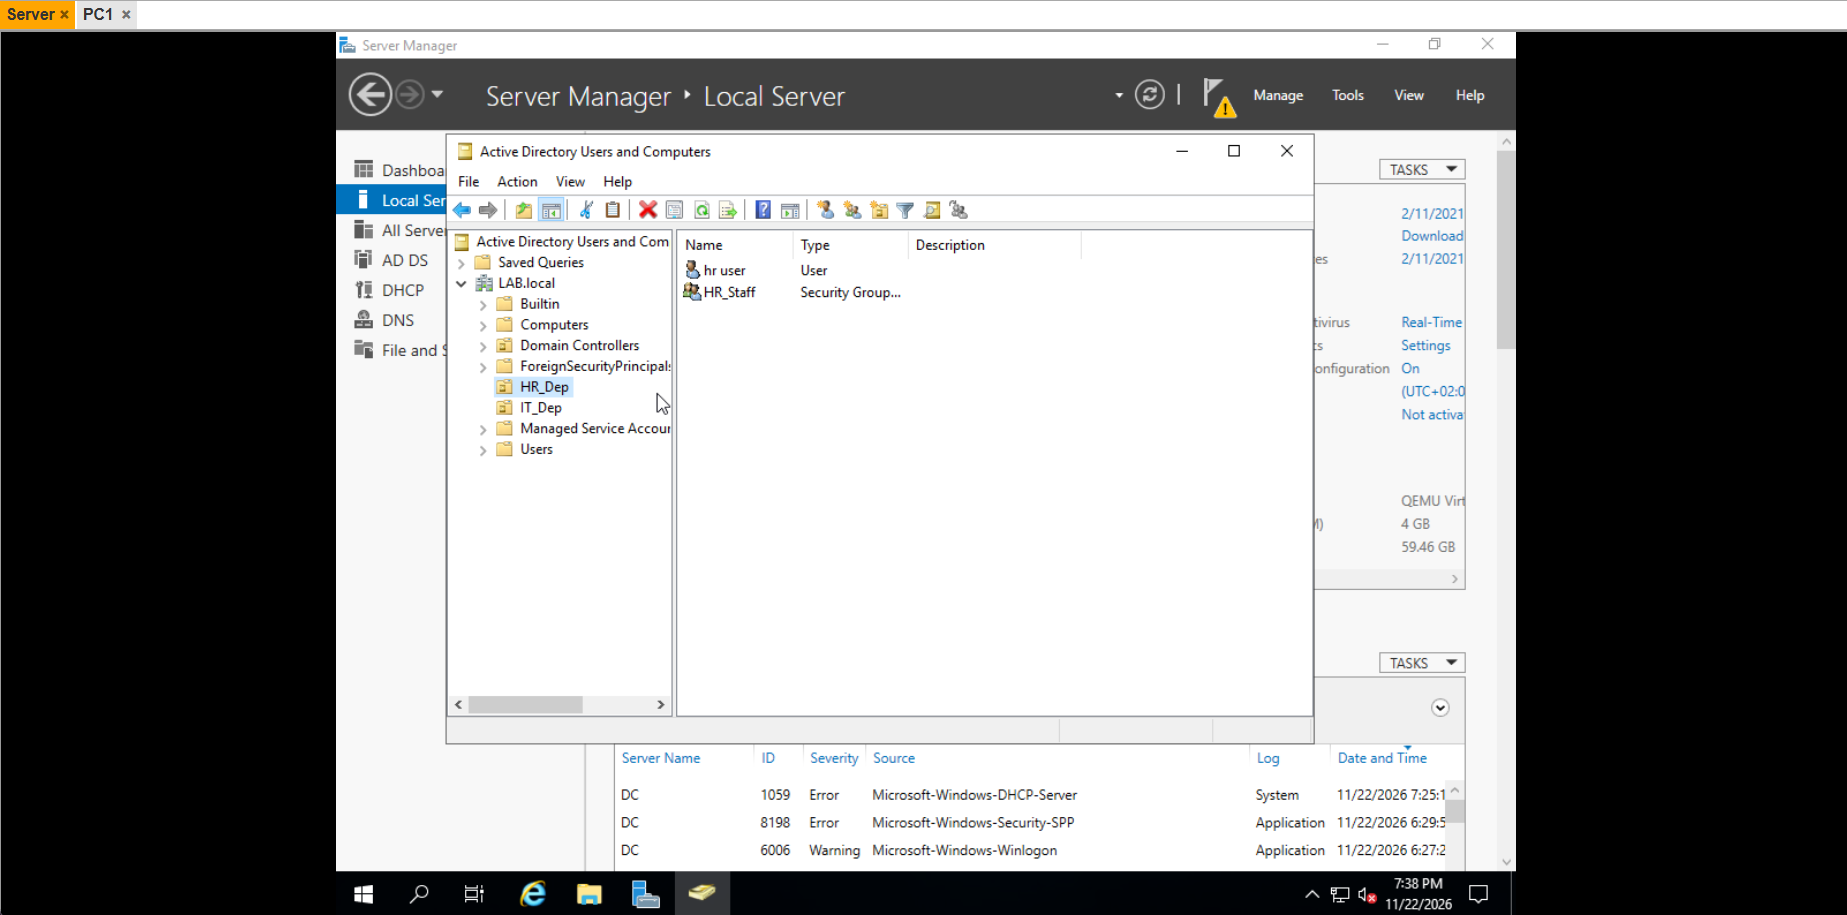 Server × PC1 ×
Server Manager
Server Manager ‣ Local Server
Manage Tools View Help
Dashboa
Local Ser
All Server
AD DS
DHCP
DNS
File and S
Active Directory Users and Computers
File Action View Help
Active Directory Users and Com
Saved Queries
LAB.local
Builtin
Computers
Domain Controllers
ForeignSecurityPrincipals
HR_Dep
IT_Dep
Managed Service Accoun
Users
Name Type Description
hr user User
HR_Staff Security Group...
TASKS
2/11/2021
Download
es 2/11/2021
tivirus Real-Time
cs Settings
onfiguration On
(UTC+02:0
Not activa
QEMU Virt
M) 4 GB
59.46 GB
TASKS
Server Name ID Severity Source Log Date and Time
DC 1059 Error Microsoft-Windows-DHCP-Server System 11/22/2026 7:25:1
DC 8198 Error Microsoft-Windows-Security-SPP Application 11/22/2026 6:29:5
DC 6006 Warning Microsoft-Windows-Winlogon Application 11/22/2026 6:27:2
7:38 PM
11/22/2026